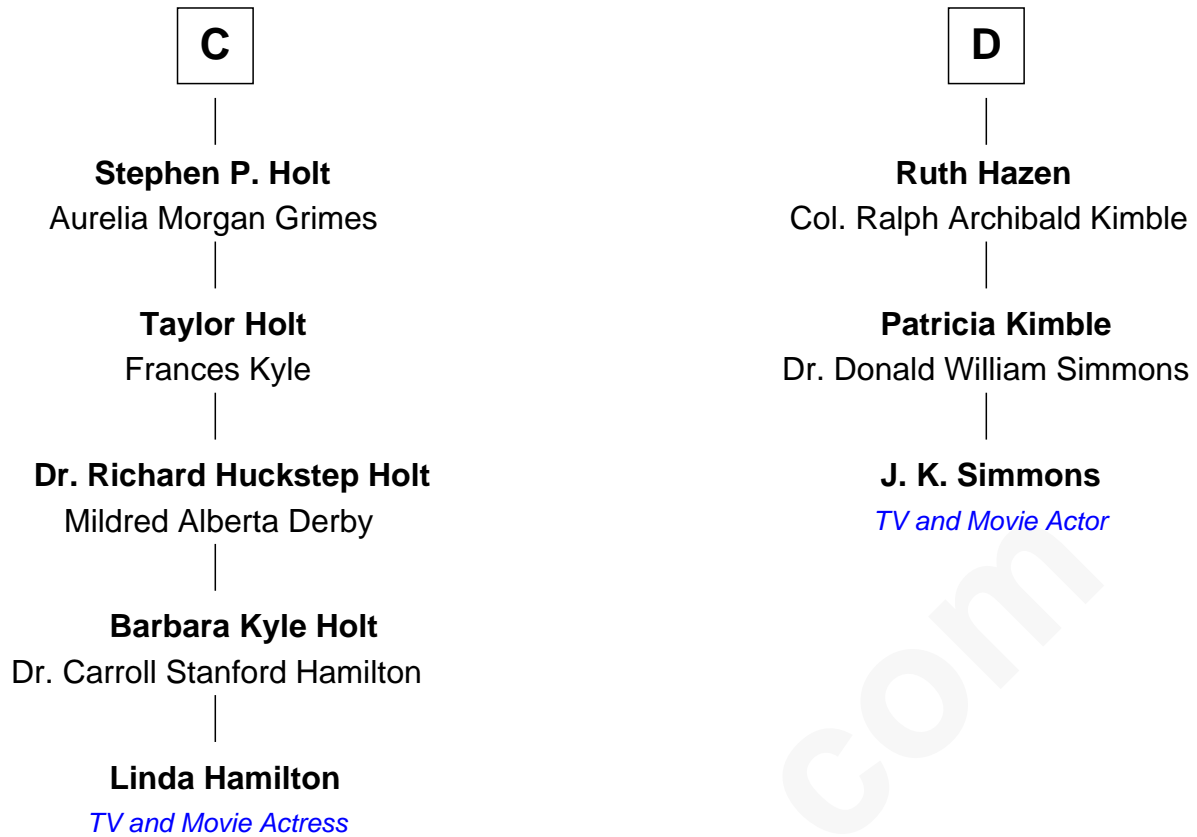 C
Stephen P. Holt
Aurelia Morgan Grimes
Taylor Holt
Frances Kyle
Dr. Richard Huckstep Holt
Mildred Alberta Derby
Barbara Kyle Holt
Dr. Carroll Stanford Hamilton
Linda Hamilton
TV and Movie Actress
D
Ruth Hazen
Col. Ralph Archibald Kimble
Patricia Kimble
Dr. Donald William Simmons
J. K. Simmons
TV and Movie Actor
com